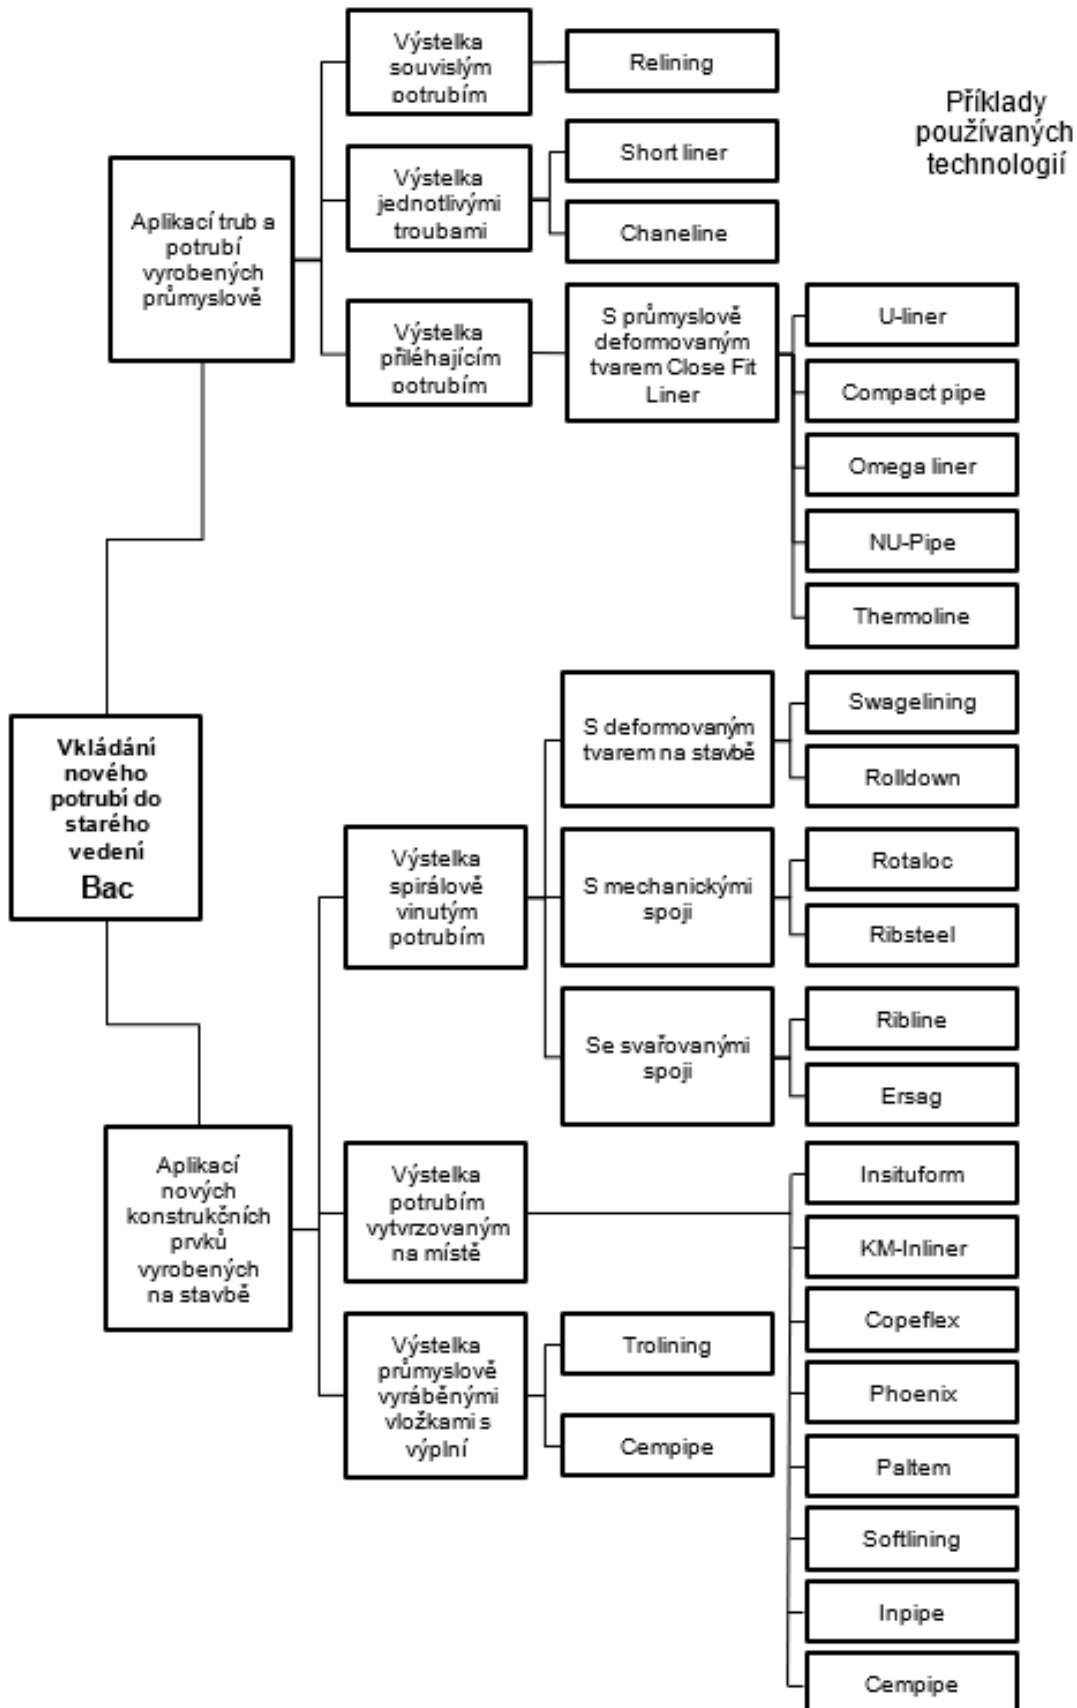 Výstelka
souvislým
potrubím
Relining
Příklady
používaných
technologií
Short liner
Výstelka
jednotlivými
troubami
Chaneline
Aplikací trub a
potrubí
vyrobených
průmyslově
Výstelka
přiléhajícím
potrubím
S průmyslově
deformovaným
tvarem Close Fit
Liner
U-liner
Compact pipe
Omega liner
NU-Pipe
Thermoline
Vkládání
nového
potrubí do
starého
vedení
Bac
S deformovaným
tvarem na stavbě
Swagelining
Rolldown
Výstelka
spirálově
vinutým
potrubím
S mechanickými
spoji
Rotaloc
Ribsteel
Se svařovanými
spoji
Ribline
Ersag
Aplikací
nových
konstrukčních
prvků
vyrobených
na stavbě
Výstelka
potrubím
vytvrzovaným
na místě
Insituform
KM-Inliner
Copeflex
Phoenix
Paltem
Softlining
Inpipe
Cempipe
Výstelka
průmyslově
vyráběnými
vložkami s
výplní
Trolining
Cempipe